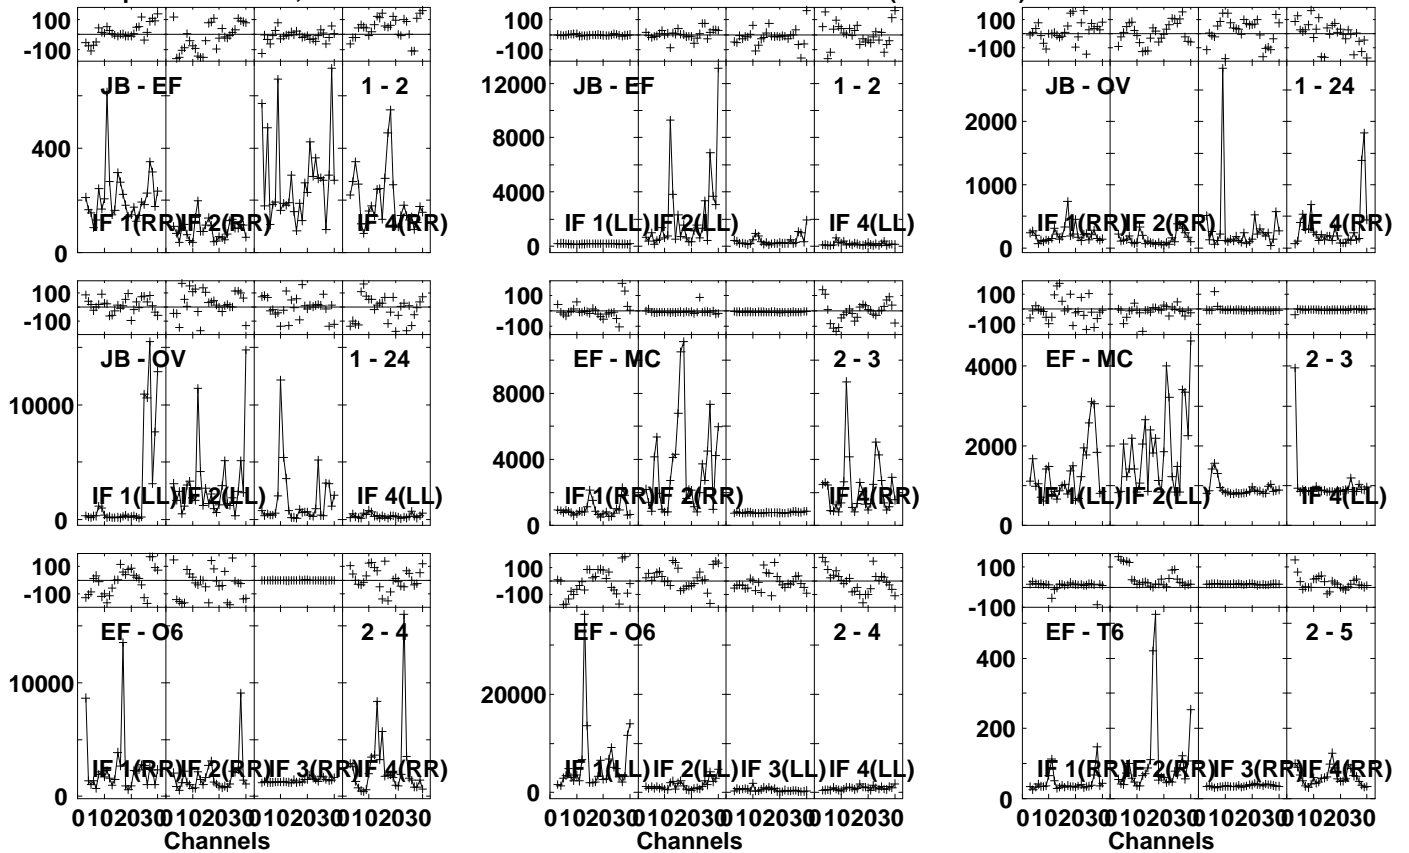 100
-100
JB - EF
1 - 2
400
0
IF 1(RR) IF 2(RR) IF 4(RR)
100
-100
JB - EF
1 - 2
12000
8000
4000
0
IF 1(LL) IF 2(LL) IF 4(LL)
100
-100
JB - OV
1 - 24
2000
1000
0
IF 1(RR) IF 2(RR) IF 4(RR)
100
-100
JB - OV
1 - 24
10000
0
IF 1(LL) IF 2(LL) IF 4(LL)
100
-100
EF - MC
2 - 3
8000
4000
0
IF 1(RR) IF 2(RR) IF 4(RR)
100
-100
EF - MC
2 - 3
4000
2000
0
IF 1(LL) IF 2(LL) IF 4(LL)
100
-100
EF - O6
2 - 4
10000
0
IF 1(RR) IF 2(RR) IF 3(RR) IF 4(RR)
0102030 0102030 0102030 0102030
Channels
100
-100
EF - O6
2 - 4
20000
0
IF 1(LL) IF 2(LL) IF 3(LL) IF 4(LL)
0102030 0102030 0102030 0102030
Channels
100
-100
EF - T6
2 - 5
400
200
0
IF 1(RR) IF 2(RR) IF 3(RR) IF 4(RR)
0102030 0102030 0102030 0102030
Channels